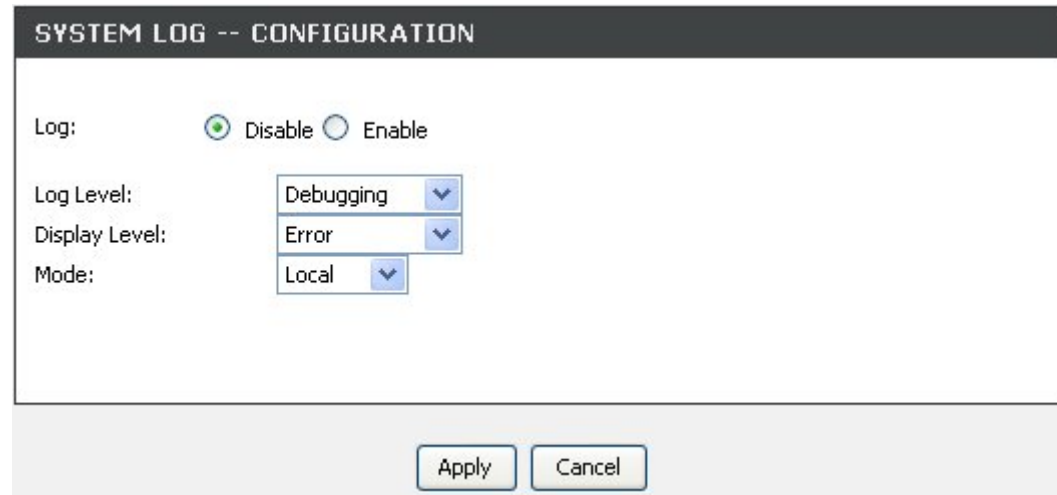 SYSTEM LOG -- CONFIGURATION
Log: Disable Enable
Log Level: Debugging
Display Level: Error
Mode: Local
Apply Cancel